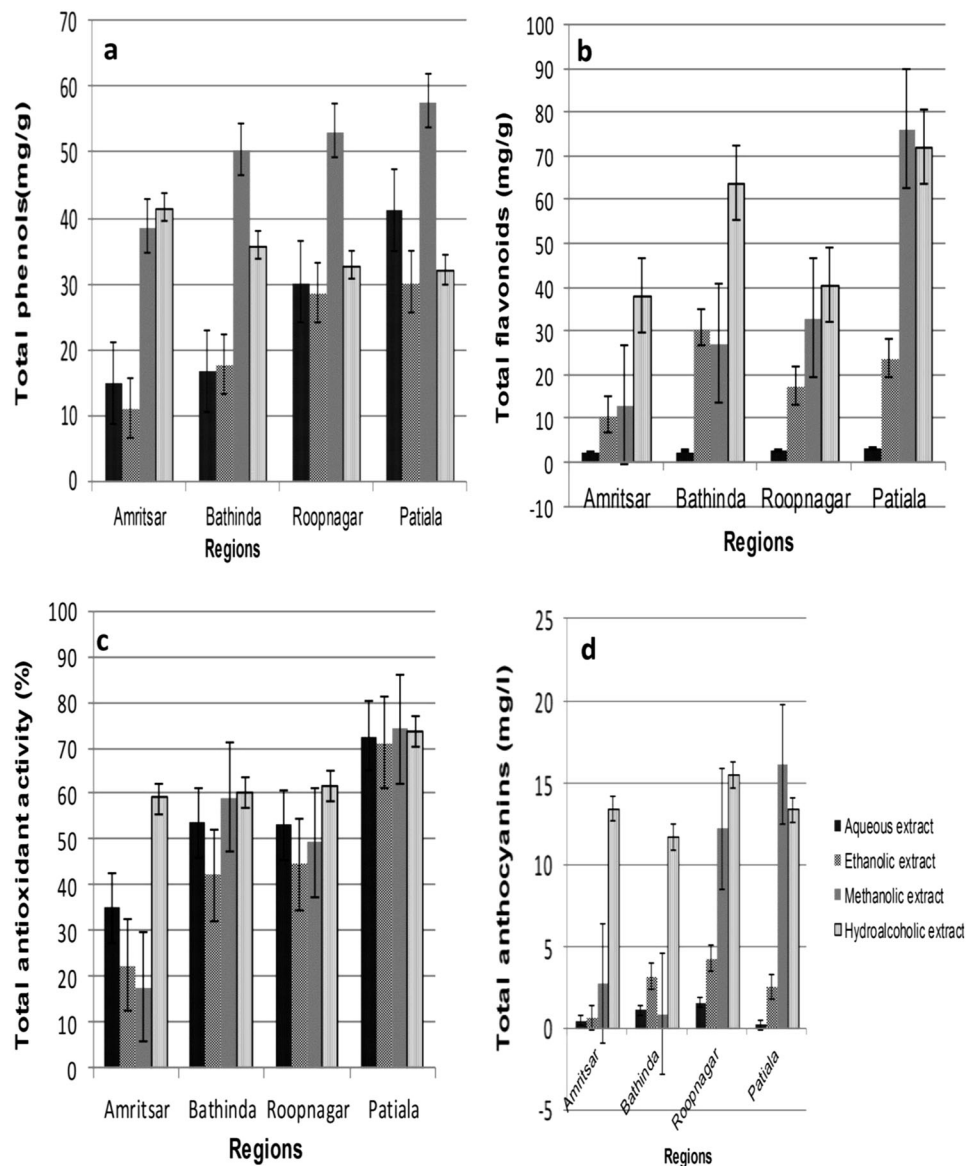 a
Total phenols(mg/g)
70
60
50
40
30
20
10
0
Amritsar Bathinda Roopnagar Patiala
Regions
b
Total flavonoids (mg/g)
100
90
80
70
60
50
40
30
20
10
0
-10
Amritsar Bathinda Roopnagar Patiala
Regions
c
Total antioxidant activity (%)
100
90
80
70
60
50
40
30
20
10
0
Amritsar Bathinda Roopnagar Patiala
Regions
d
Total anthocyanins (mg/l)
25
20
15
10
5
0
-5
Amritsar Bathinda Roopnagar Patiala
Regions
Aqueous extract
Ethanolic extract
Methanolic extract
Hydroalcoholic extract